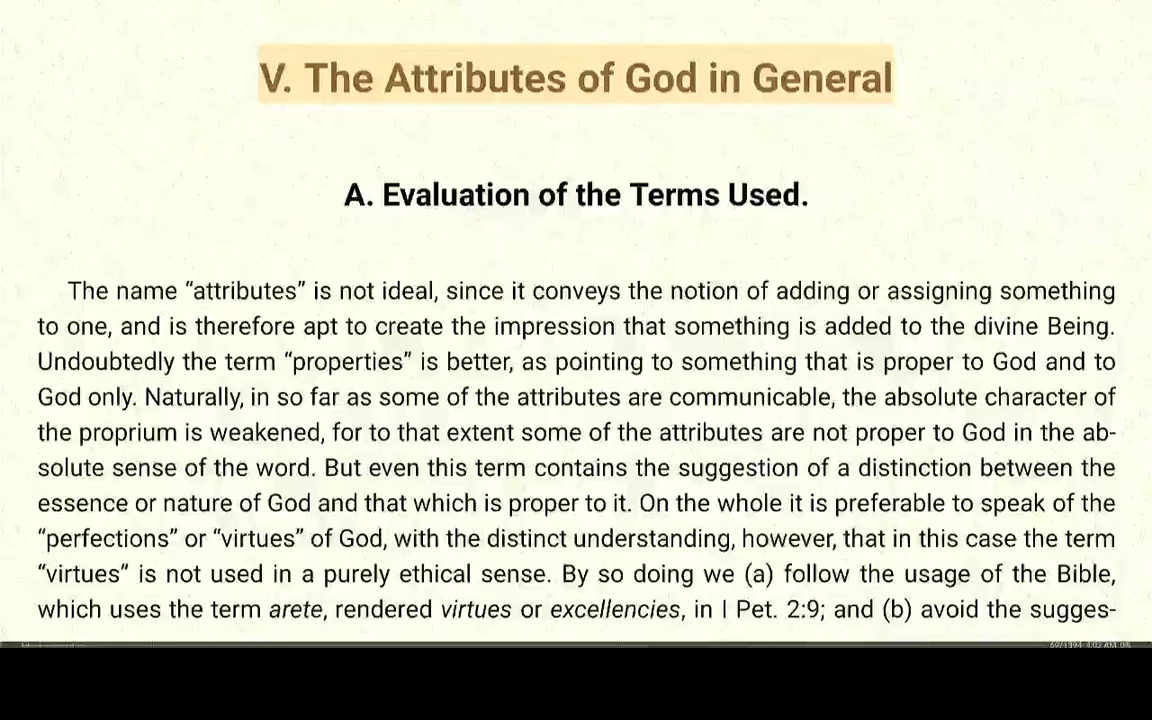 V. The Attributes of God in General
A. Evaluation of the Terms Used.
The name “attributes” is not ideal, since it conveys the notion of adding or assigning something
to one, and is therefore apt to create the impression that something is added to the divine Being.
Undoubtedly the term “properties” is better, as pointing to something that is proper to God and to
God only. Naturally, in so far as some of the attributes are communicable, the absolute character of
the proprium is weakened, for to that extent some of the attributes are not proper to God in the ab-
solute sense of the word. But even this term contains the suggestion of a distinction between the
essence or nature of God and that which is proper to it. On the whole it is preferable to speak of the
“perfections” or “virtues” of God, with the distinct understanding, however, that in this case the term
“virtues” is not used in a purely ethical sense. By so doing we (a) follow the usage of the Bible,
which uses the term arete, rendered virtues or excellencies, in I Pet. 2:9; and (b) avoid the sugges-